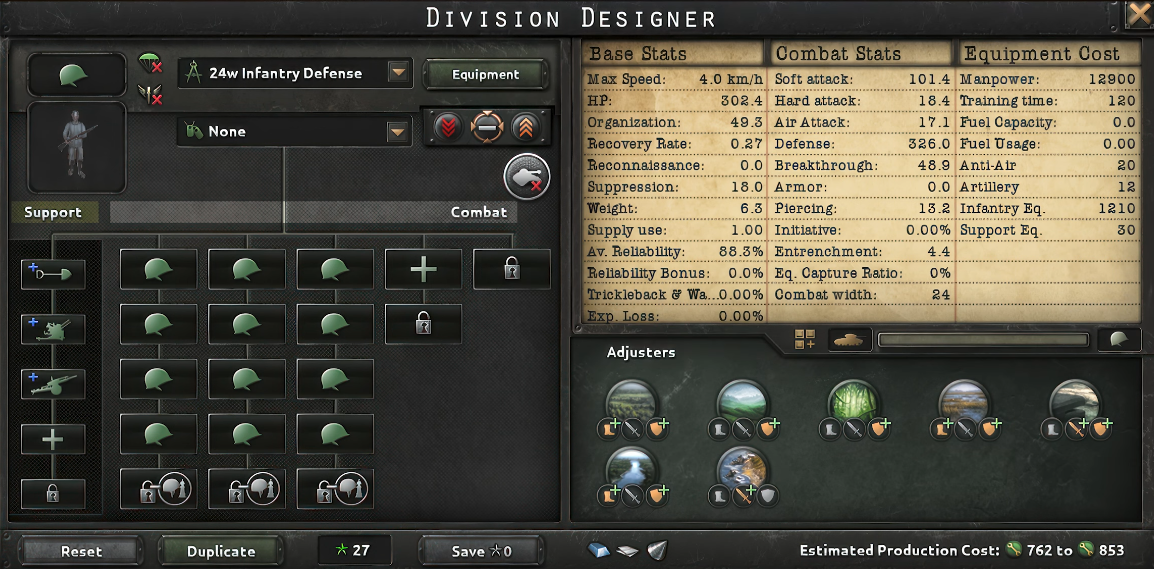 Division Designer
24w Infantry Defense
Equipment
None
Support
Combat
Base Stats
Max Speed: 4.0 km/h
HP: 302.4
Organization: 49.3
Recovery Rate: 0.27
Reconnaissance: 0.0
Suppression: 18.0
Weight: 6.3
Supply use: 1.00
Av. Reliability: 88.3%
Reliability Bonus: 0.0%
Trickleback & Wa...0.00%
Exp. Loss: 0.00%
Combat Stats
Soft attack: 101.4
Hard attack: 18.4
Air Attack: 17.1
Defense: 326.0
Breakthrough: 48.9
Armor: 0.0
Piercing: 13.2
Initiative: 0.00%
Entrenchment: 4.4
Eq. Capture Ratio: 0%
Combat width: 24
Equipment Cost
Manpower: 12900
Training time: 120
Fuel Capacity: 0.0
Fuel Usage: 0.00
Anti-Air 20
Artillery 12
Infantry Eq. 1210
Support Eq. 30
Adjusters
Reset
Duplicate
27
Save 0
Estimated Production Cost: 762 to 853